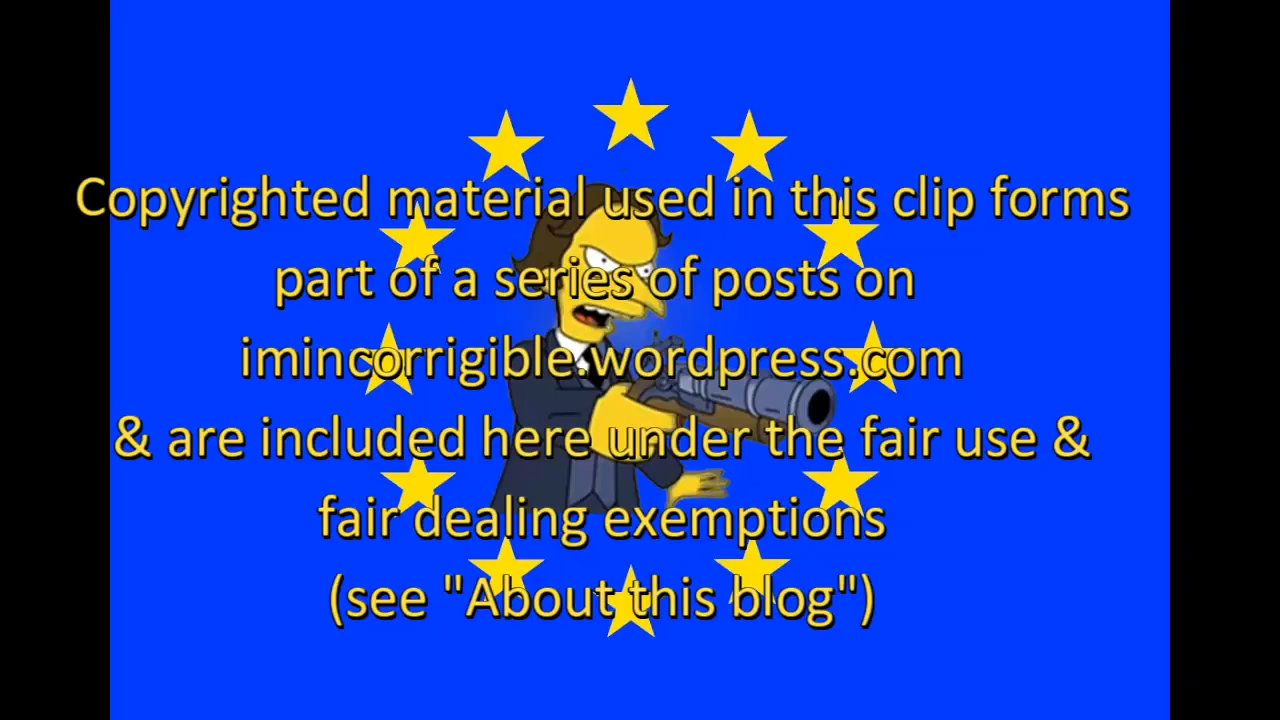 Copyrighted material used in this clip forms
part of a series of posts on
imincorrigible.wordpress.com
& are included here under the fair use &
fair dealing exemptions
(see "About this blog")